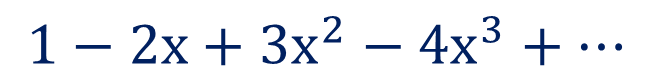 1 − 2x + 3x² − 4x³ + ⋯